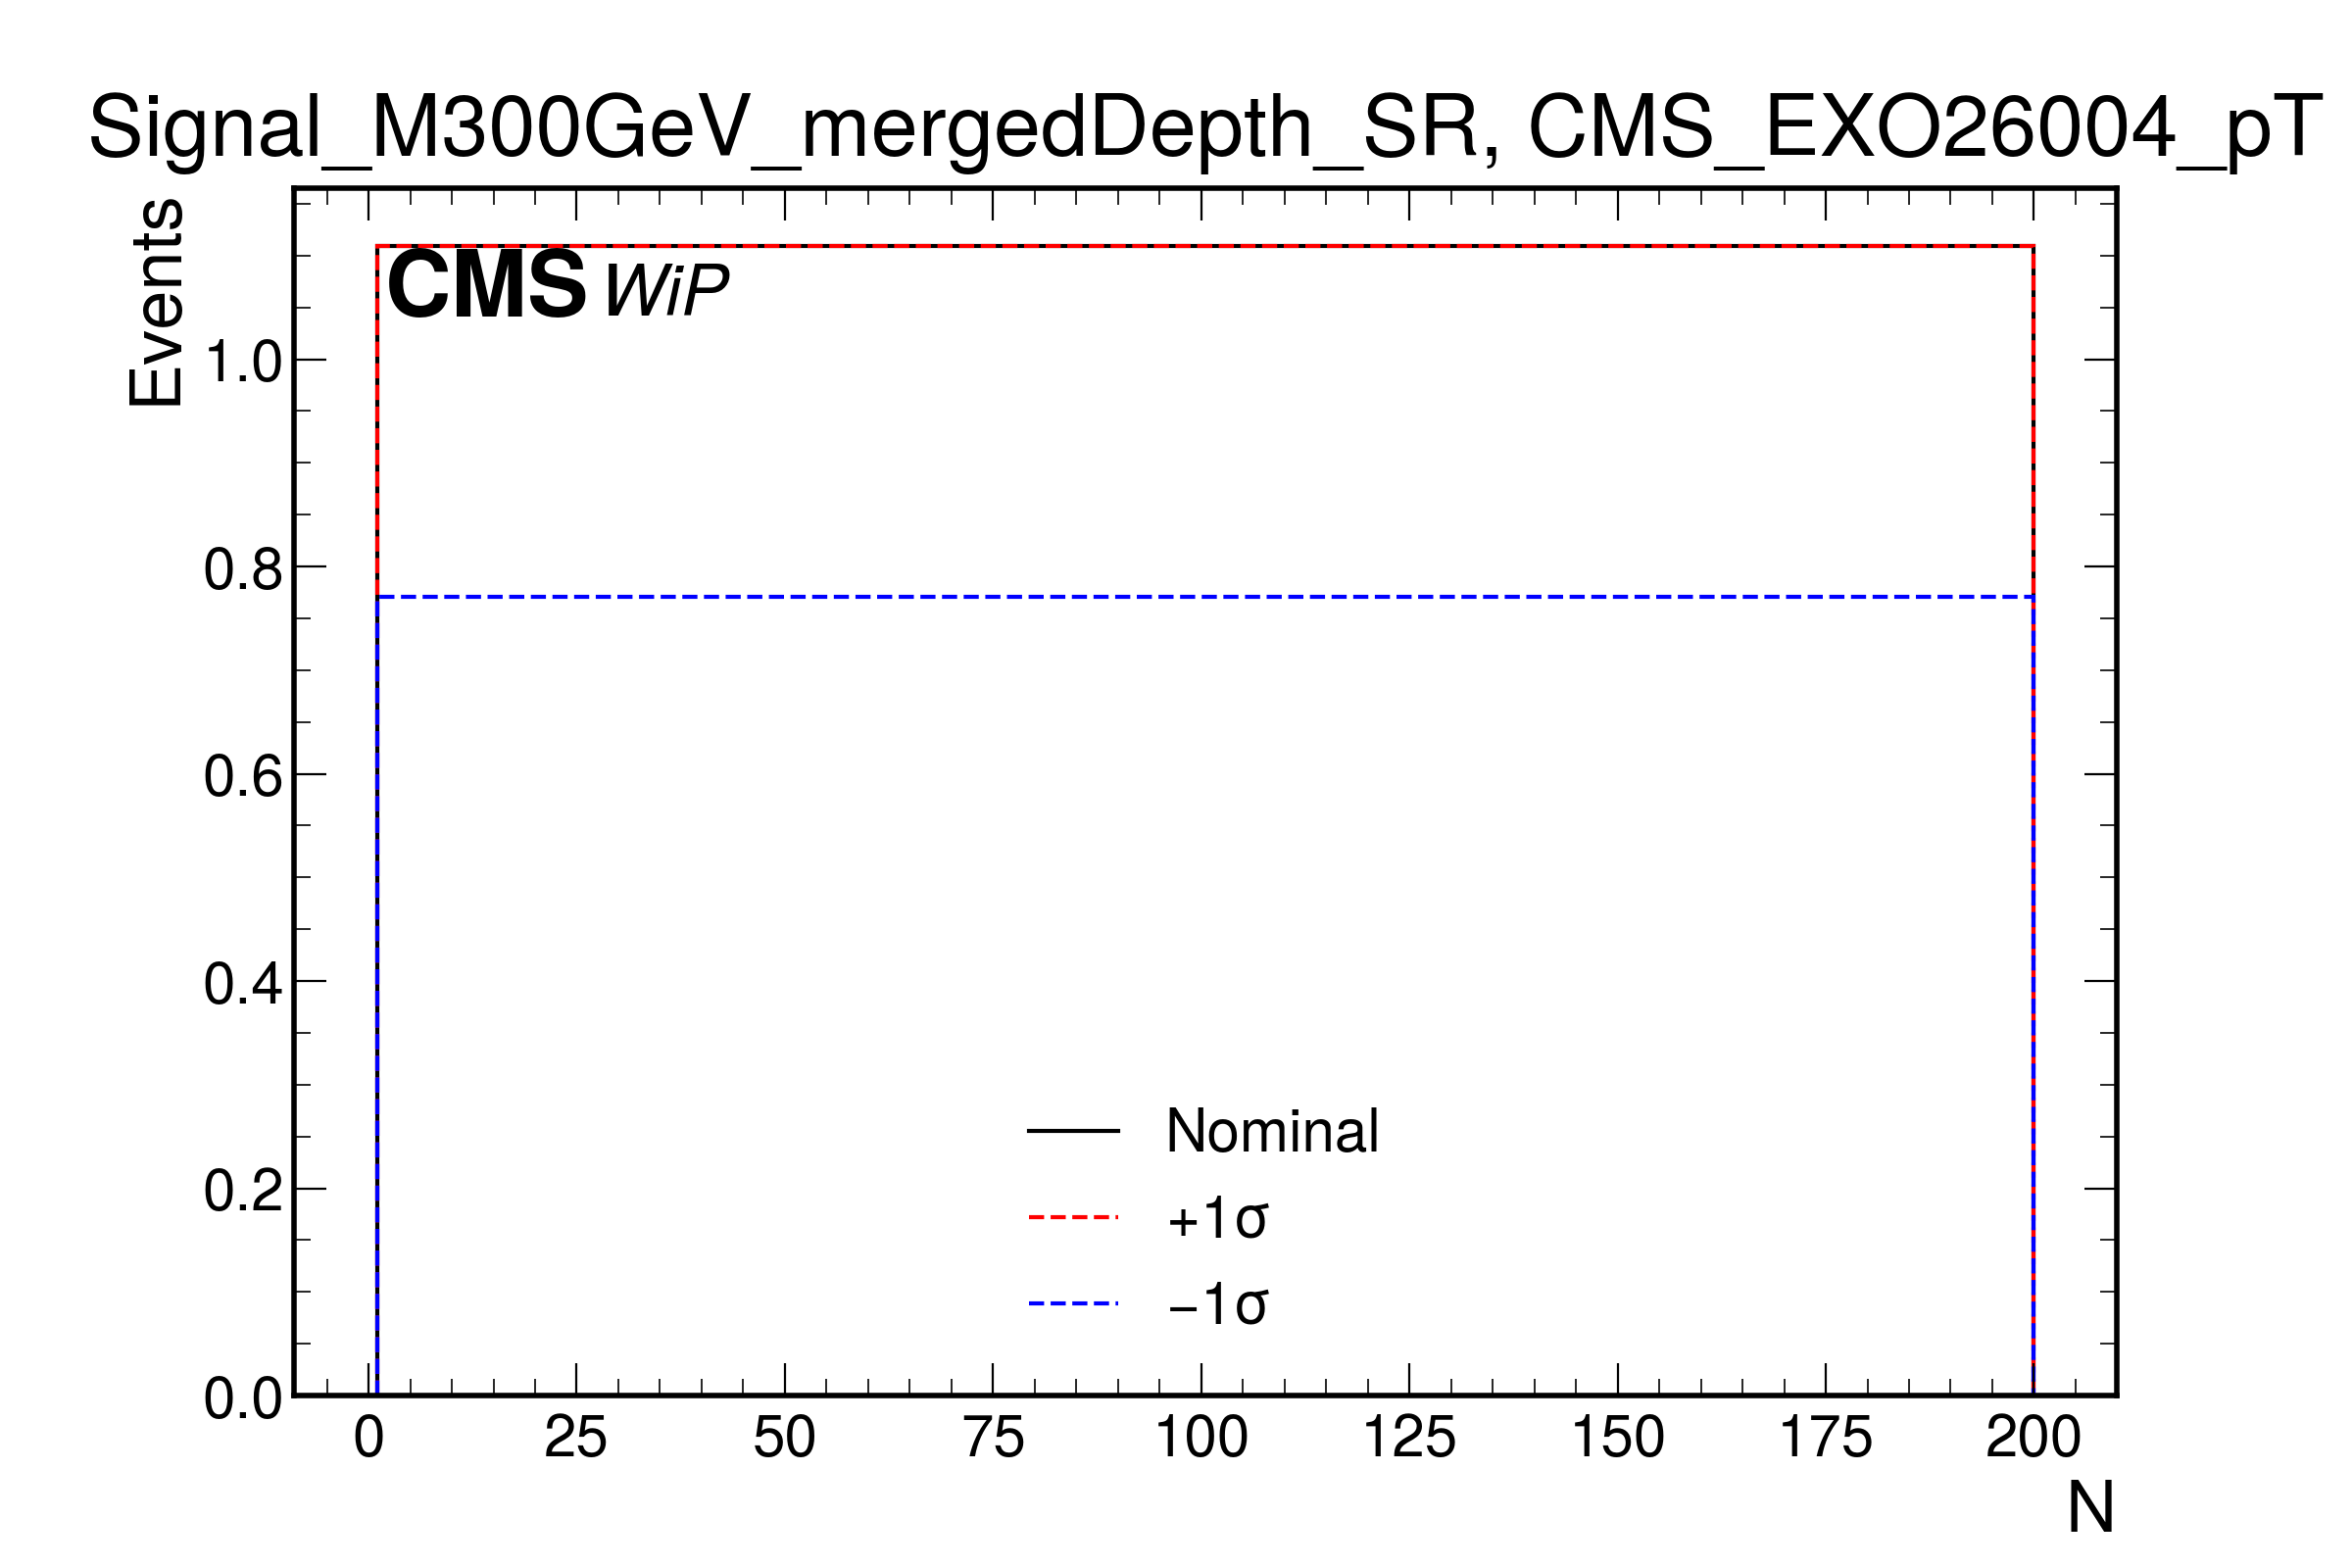 Signal_M300GeV_mergedDepth_SR, CMS_EXO26004_pT
Events
CMS WiP
1.0
0.8
0.6
0.4
0.2
0.0
Nominal
+1σ
−1σ
0 25 50 75 100 125 150 175 200
N